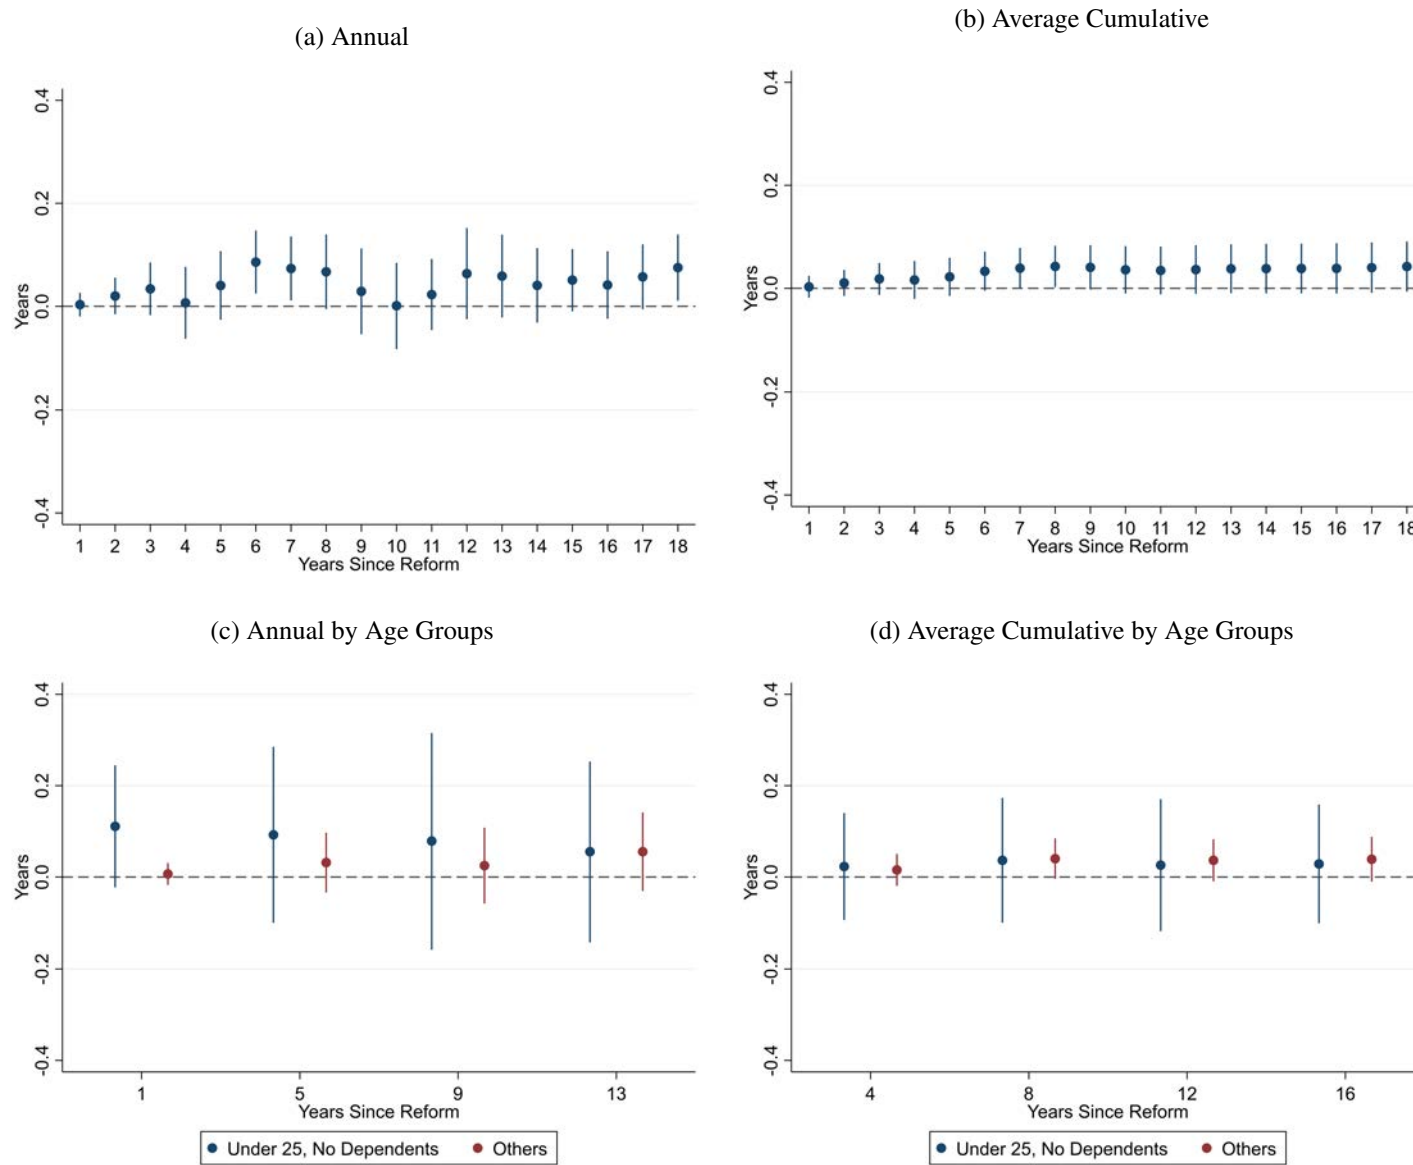 (a) Annual
(b) Average Cumulative
Years
0.4
0.2
0.0
-0.2
-0.4
1 2 3 4 5 6 7 8 9 10 11 12 13 14 15 16 17 18
Years Since Reform
Years
0.4
0.2
0.0
-0.2
-0.4
1 2 3 4 5 6 7 8 9 10 11 12 13 14 15 16 17 18
Years Since Reform
(c) Annual by Age Groups
(d) Average Cumulative by Age Groups
Years
0.4
0.2
0.0
-0.2
-0.4
1 5 9 13
Years Since Reform
Under 25, No Dependents Others
Years
0.4
0.2
0.0
-0.2
-0.4
4 8 12 16
Years Since Reform
Under 25, No Dependents Others